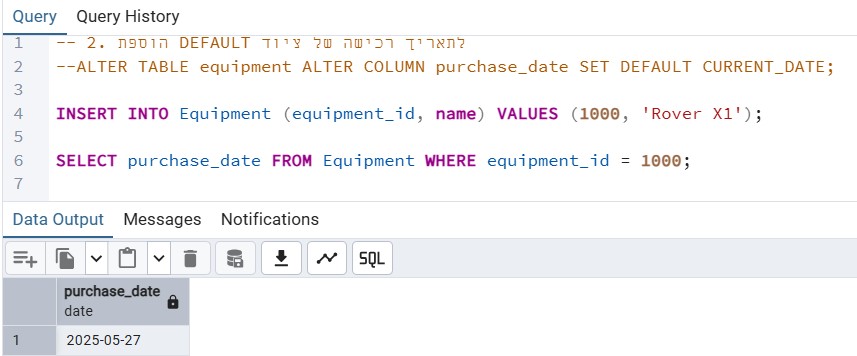 Query Query History
1 -- 2. הוספת DEFAULT לתאריך רכישה של ציוד
2 --ALTER TABLE equipment ALTER COLUMN purchase_date SET DEFAULT CURRENT_DATE;
3
4 INSERT INTO Equipment (equipment_id, name) VALUES (1000, 'Rover X1');
5
6 SELECT purchase_date FROM Equipment WHERE equipment_id = 1000;
7
Data Output Messages Notifications
SQL
purchase_date
date
1 2025-05-27